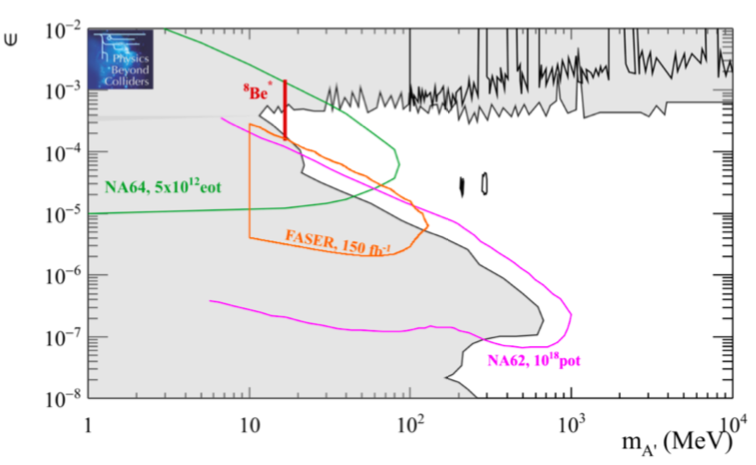 ϵ
10⁻²
10⁻³
10⁻⁴
10⁻⁵
10⁻⁶
10⁻⁷
10⁻⁸
Physics
Beyond
Colliders
⁸Be*
NA64, 5x10¹²eot
FASER, 150 fb⁻¹
NA62, 10¹⁸pot
1 10 10² 10³ 10⁴
m_A' (MeV)